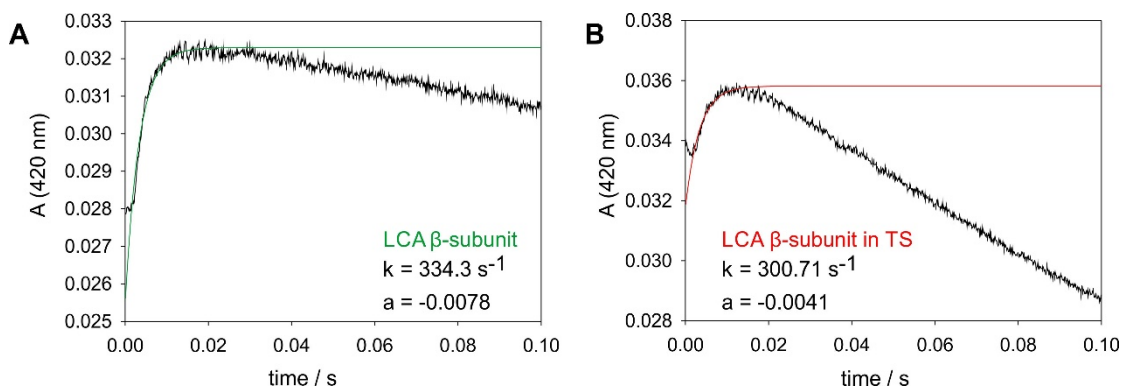 A
0.033
0.032
0.031
0.030
0.029
0.028
0.027
0.026
0.025
A (420 nm)
LCA β-subunit
k = 334.3 s⁻¹
a = -0.0078
0.00 0.02 0.04 0.06 0.08 0.10
time / s
B
0.038
0.036
0.034
0.032
0.030
0.028
A (420 nm)
LCA β-subunit in TS
k = 300.71 s⁻¹
a = -0.0041
0.00 0.02 0.04 0.06 0.08 0.10
time / s